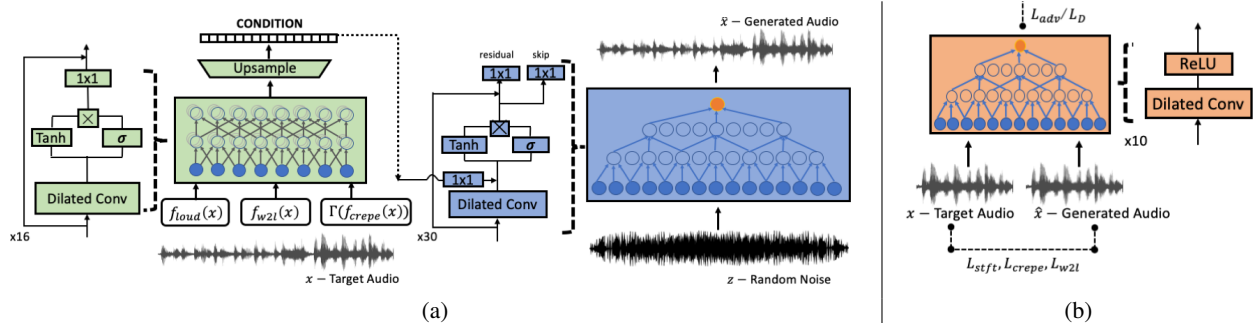 CONDITION
Upsample
1x1
Tanh
σ
Dilated Conv
x16
f_loud(x)
f_w2l(x)
Γ(f_crepe(x))
x – Target Audio
residual
skip
1x1
1x1
Tanh
σ
1x1
Dilated Conv
x30
x̂ – Generated Audio
z – Random Noise
(a)
L_adv/L_D
ReLU
Dilated Conv
x10
x – Target Audio
x̂ – Generated Audio
L_stft, L_crepe, L_w2l
(b)